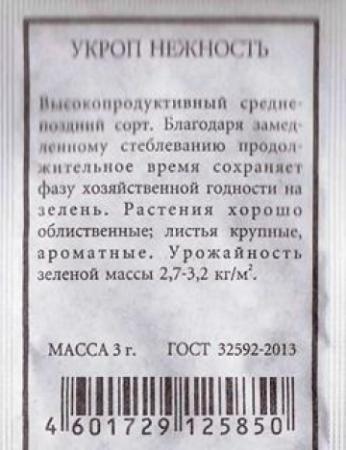 УКРОП НЕЖНОСТЬ
Высокопродуктивный средне-
поздний сорт. Благодаря замед-
ленному стеблеванию продол-
жительное время сохраняет
фазу хозяйственной годности на
зелень. Растения хорошо
облиственные; листья крупные,
ароматные. Урожайность
зеленой массы 2,7-3,2 кг/м².
МАССА 3 г. ГОСТ 32592-2013
4 601729 125850